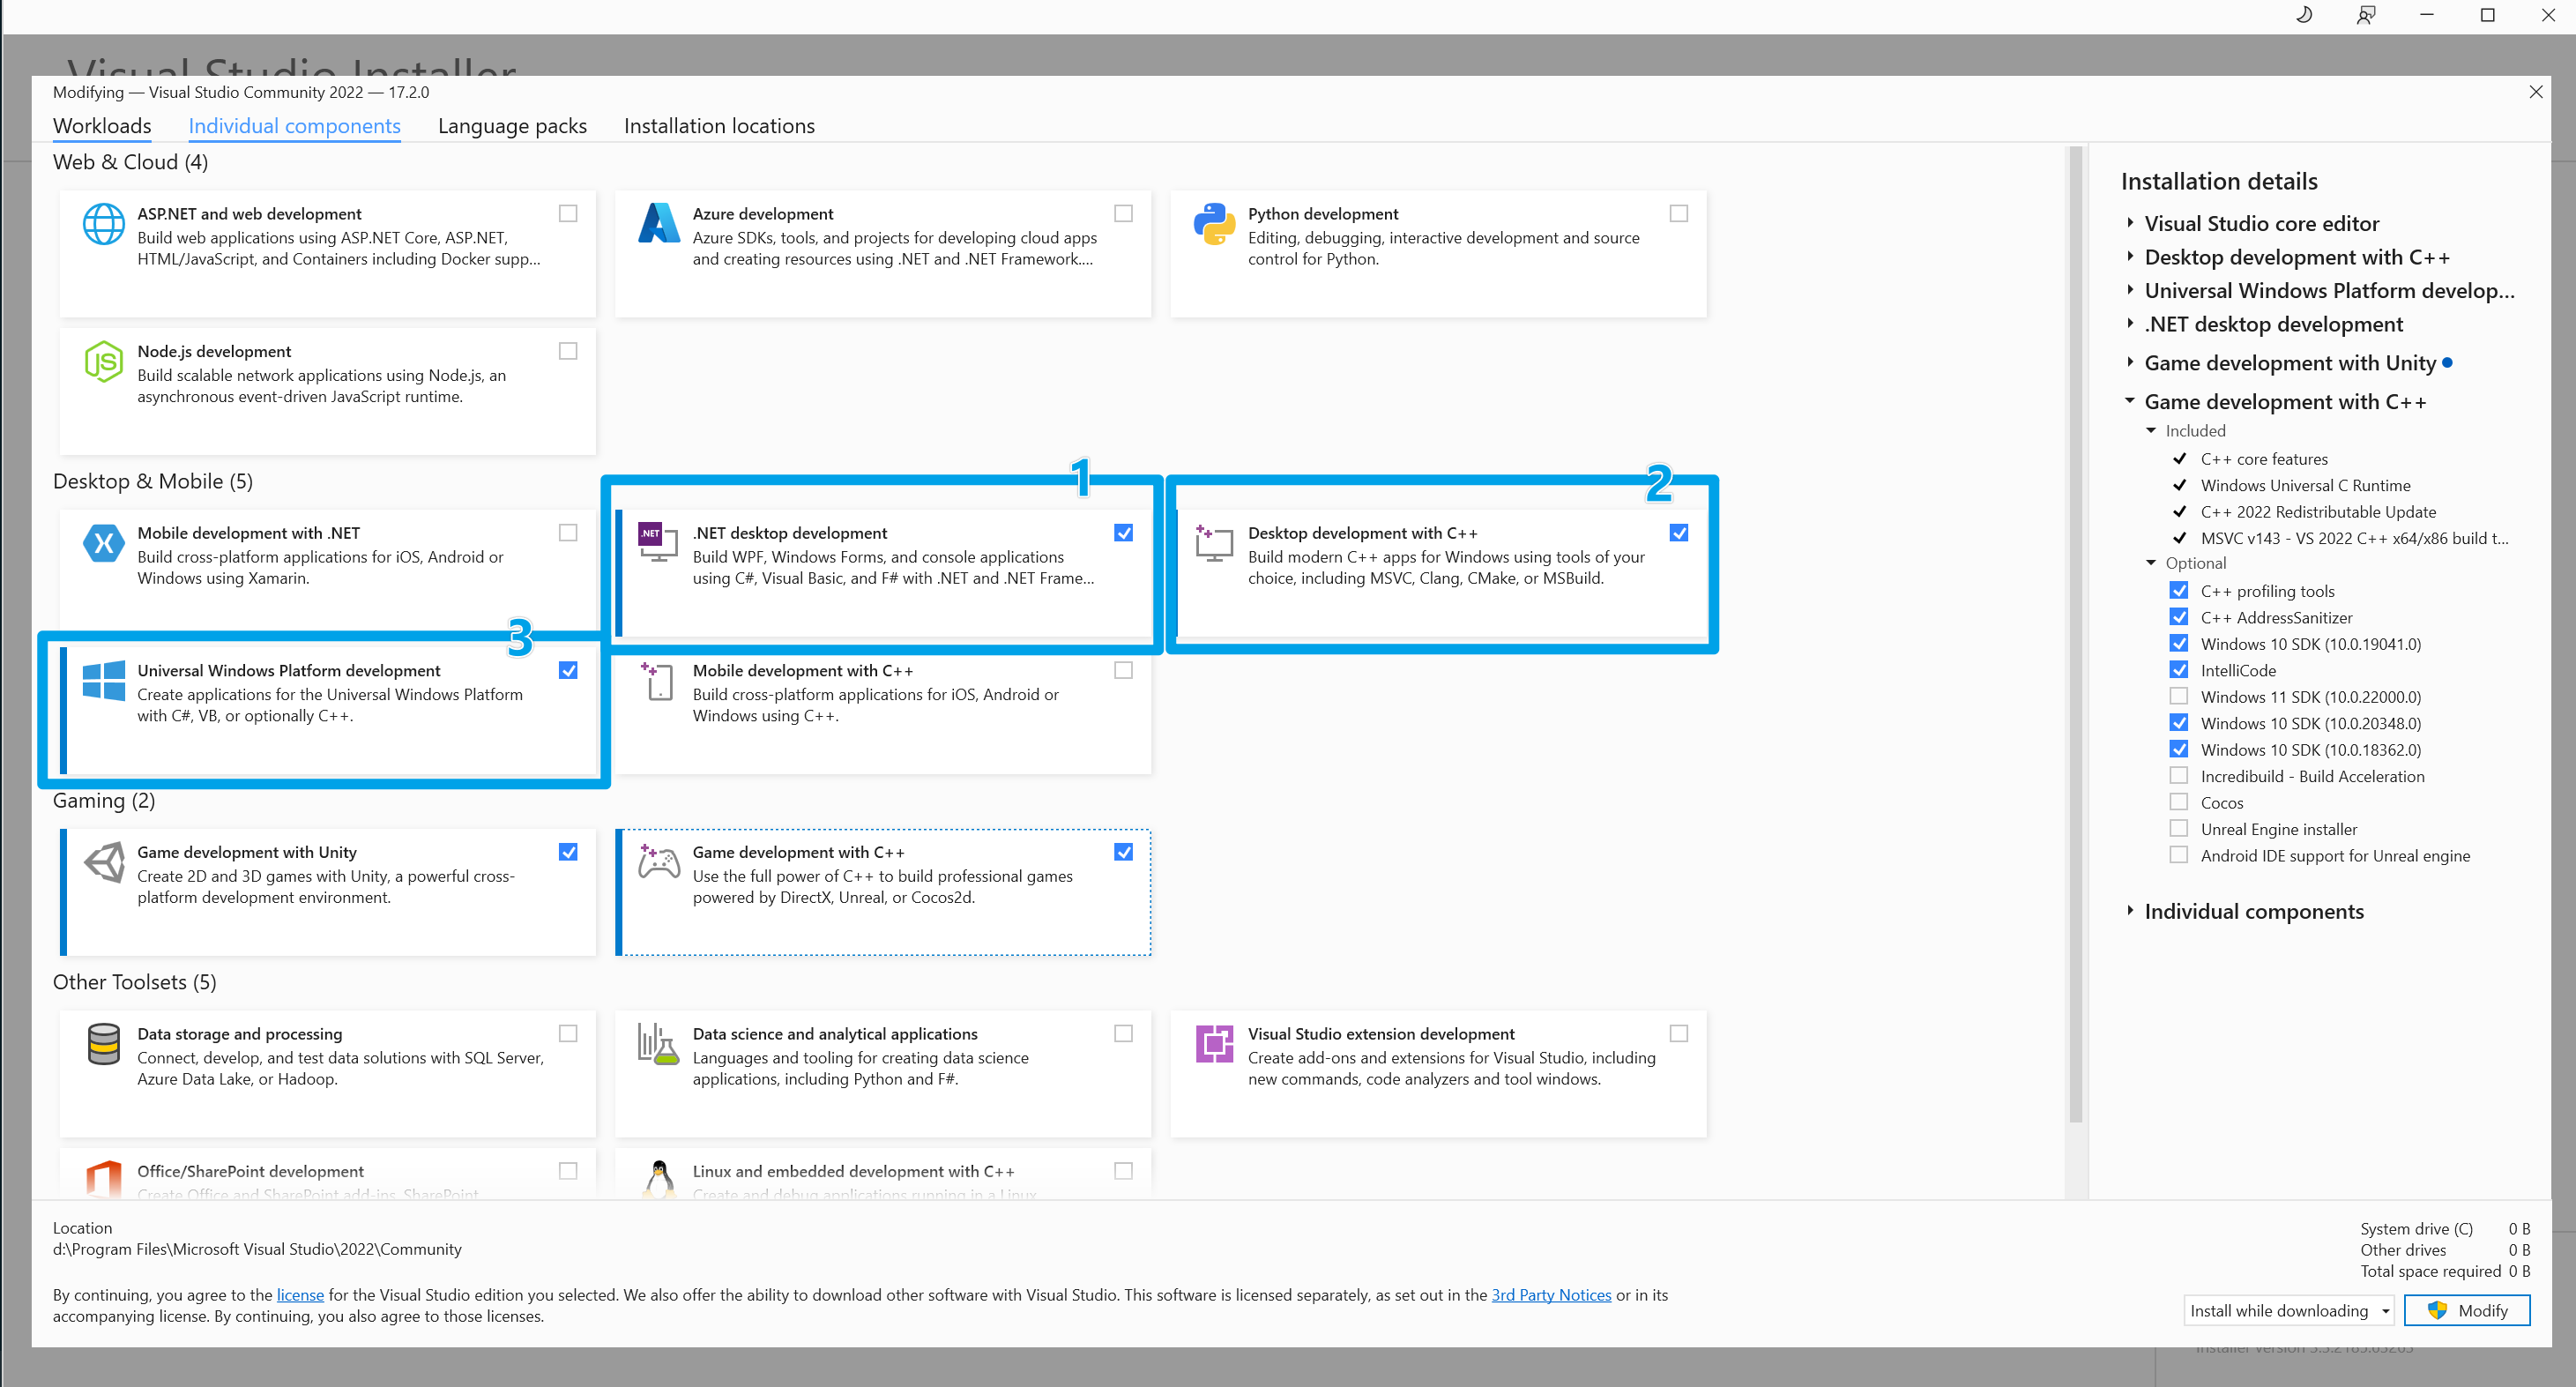 Visual Studio Installer
Modifying — Visual Studio Community 2022 — 17.2.0
Workloads Individual components Language packs Installation locations
Web & Cloud (4)
ASP.NET and web development
Build web applications using ASP.NET Core, ASP.NET,
HTML/JavaScript, and Containers including Docker supp...
Azure development
Azure SDKs, tools, and projects for developing cloud apps
and creating resources using .NET and .NET Framework....
Python development
Editing, debugging, interactive development and source
control for Python.
JS
Node.js development
Build scalable network applications using Node.js, an
asynchronous event-driven JavaScript runtime.
Desktop & Mobile (5)
Mobile development with .NET
Build cross-platform applications for iOS, Android or
Windows using Xamarin.
1
.NET
.NET desktop development
Build WPF, Windows Forms, and console applications
using C#, Visual Basic, and F# with .NET and .NET Frame...
2
Desktop development with C++
Build modern C++ apps for Windows using tools of your
choice, including MSVC, Clang, CMake, or MSBuild.
3
Universal Windows Platform development
Create applications for the Universal Windows Platform
with C#, VB, or optionally C++.
Mobile development with C++
Build cross-platform applications for iOS, Android or
Windows using C++.
Gaming (2)
Game development with Unity
Create 2D and 3D games with Unity, a powerful cross-
platform development environment.
Game development with C++
Use the full power of C++ to build professional games
powered by DirectX, Unreal, or Cocos2d.
Other Toolsets (5)
Data storage and processing
Connect, develop, and test data solutions with SQL Server,
Azure Data Lake, or Hadoop.
Data science and analytical applications
Languages and tooling for creating data science
applications, including Python and F#.
Visual Studio extension development
Create add-ons and extensions for Visual Studio, including
new commands, code analyzers and tool windows.
Office/SharePoint development
Create Office and SharePoint add-ins, SharePoint
Linux and embedded development with C++
Create and debug applications running in a Linux
Installation details
Visual Studio core editor
Desktop development with C++
Universal Windows Platform develop...
.NET desktop development
Game development with Unity
Game development with C++
Included
C++ core features
Windows Universal C Runtime
C++ 2022 Redistributable Update
MSVC v143 - VS 2022 C++ x64/x86 build t...
Optional
C++ profiling tools
C++ AddressSanitizer
Windows 10 SDK (10.0.19041.0)
IntelliCode
Windows 11 SDK (10.0.22000.0)
Windows 10 SDK (10.0.20348.0)
Windows 10 SDK (10.0.18362.0)
Incredibuild - Build Acceleration
Cocos
Unreal Engine installer
Android IDE support for Unreal engine
Individual components
Location
d:\Program Files\Microsoft Visual Studio\2022\Community
By continuing, you agree to the license for the Visual Studio edition you selected. We also offer the ability to download other software with Visual Studio. This software is licensed separately, as set out in the 3rd Party Notices or in its
accompanying license. By continuing, you also agree to those licenses.
System drive (C) 0 B
Other drives 0 B
Total space required 0 B
Install while downloading
Modify